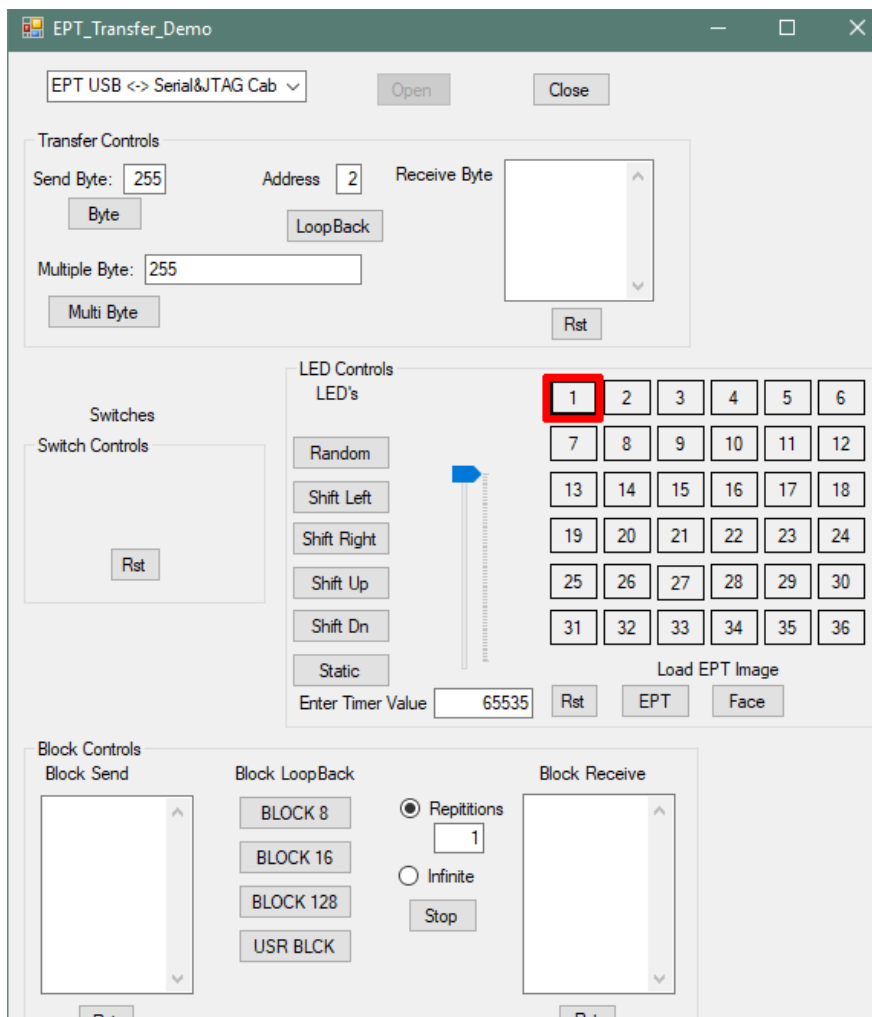 EPT_Transfer_Demo
EPT USB <-> Serial&JTAG Cab
Open
Close
Transfer Controls
Send Byte: 255
Address 2
Receive Byte
Byte
LoopBack
Multiple Byte: 255
Multi Byte
Rst
LED Controls
LED's
1 2 3 4 5 6
7 8 9 10 11 12
13 14 15 16 17 18
19 20 21 22 23 24
25 26 27 28 29 30
31 32 33 34 35 36
Switches
Switch Controls
Rst
Random
Shift Left
Shift Right
Shift Up
Shift Dn
Static
Load EPT Image
Enter Timer Value 65535
Rst
EPT
Face
Block Controls
Block Send
Block LoopBack
Block Receive
BLOCK 8
BLOCK 16
BLOCK 128
USR BLCK
Repititions
1
Infinite
Stop